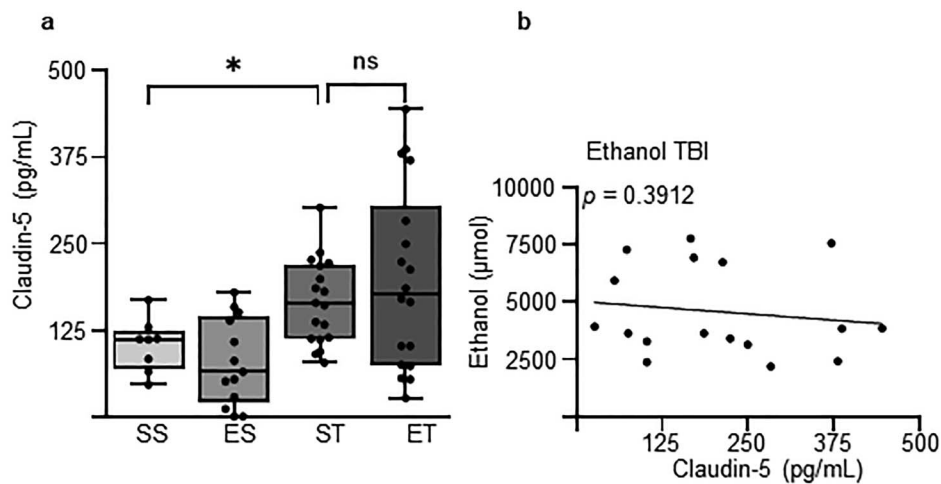 a
b
*
ns
500
375
250
125
Claudin-5 (pg/mL)
SS
ES
ST
ET
Ethanol TBI
p = 0.3912
10000
7500
5000
2500
Ethanol (µmol)
125
250
375
500
Claudin-5 (pg/mL)